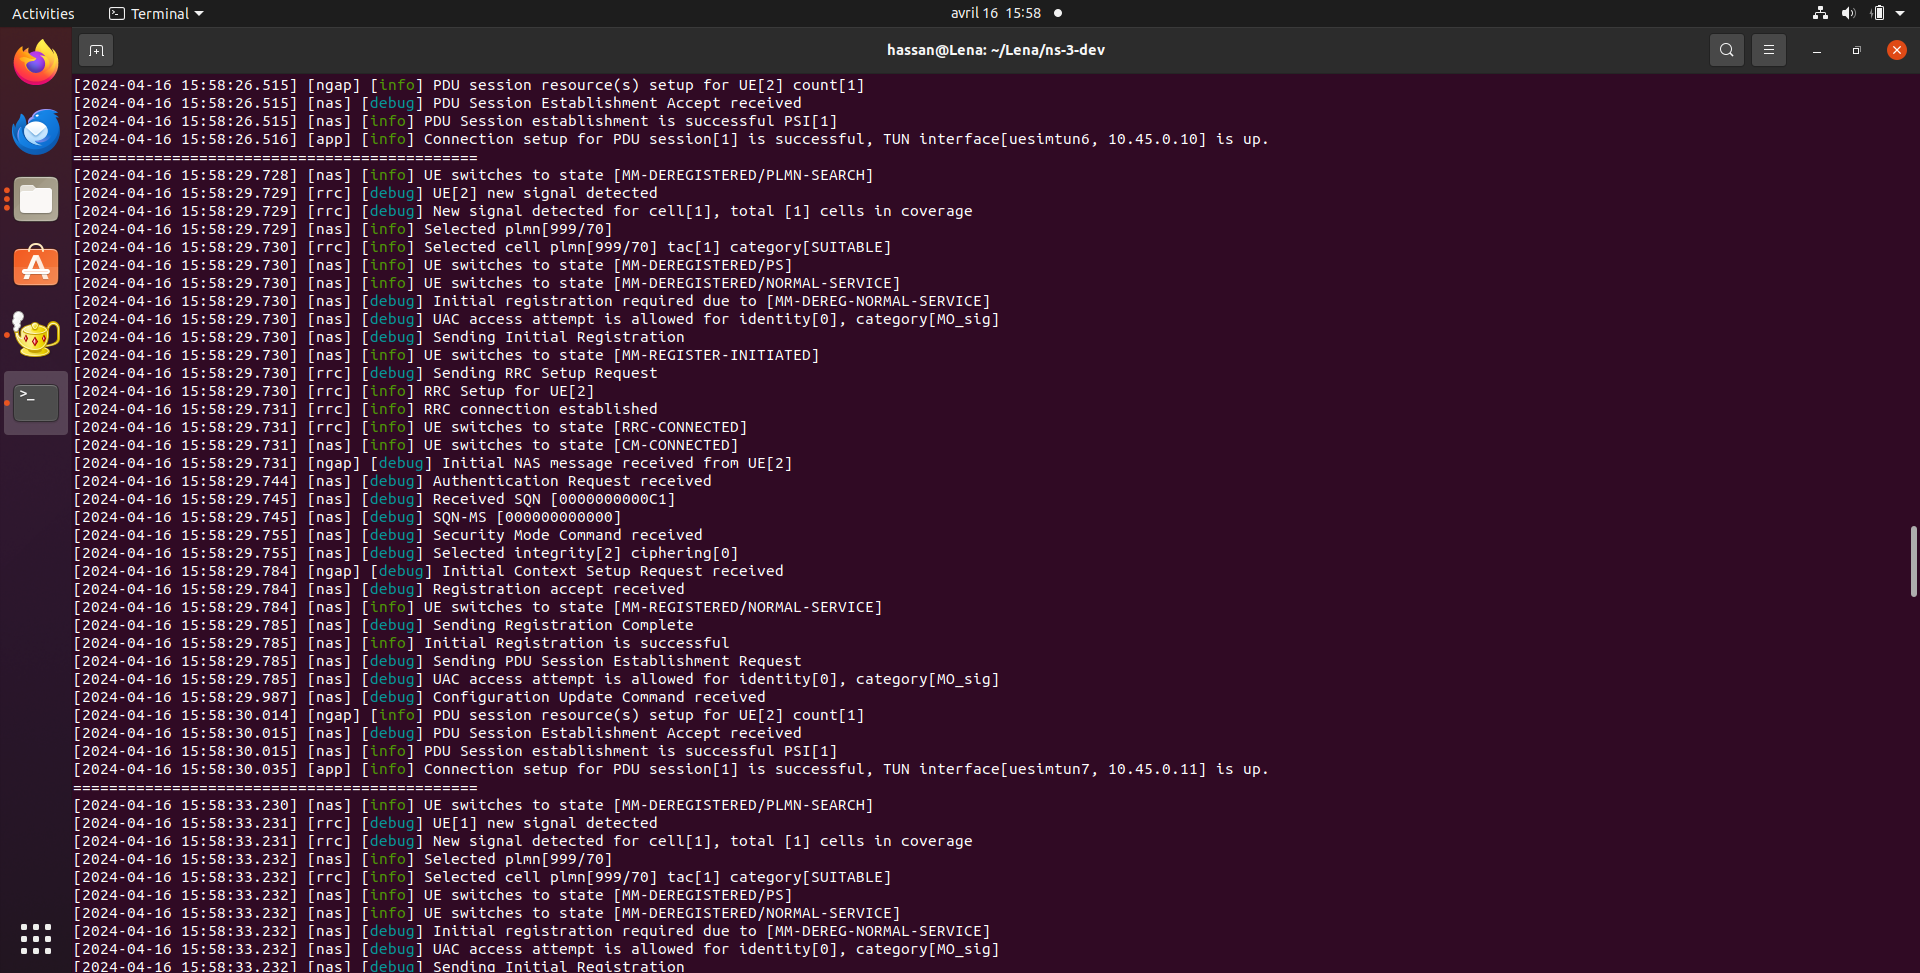 Activities
Terminal
avril 16 15:58
hassan@Lena: ~/Lena/ns-3-dev
[2024-04-16 15:58:26.515] [ngap] [info] PDU session resource(s) setup for UE[2] count[1]
[2024-04-16 15:58:26.515] [nas] [debug] PDU Session Establishment Accept received
[2024-04-16 15:58:26.515] [nas] [info] PDU Session establishment is successful PSI[1]
[2024-04-16 15:58:26.516] [app] [info] Connection setup for PDU session[1] is successful, TUN interface[uesimtun6, 10.45.0.10] is up.
=============================================
[2024-04-16 15:58:29.728] [nas] [info] UE switches to state [MM-DEREGISTERED/PLMN-SEARCH]
[2024-04-16 15:58:29.729] [rrc] [debug] UE[2] new signal detected
[2024-04-16 15:58:29.729] [rrc] [debug] New signal detected for cell[1], total [1] cells in coverage
[2024-04-16 15:58:29.729] [nas] [info] Selected plmn[999/70]
[2024-04-16 15:58:29.730] [rrc] [info] Selected cell plmn[999/70] tac[1] category[SUITABLE]
[2024-04-16 15:58:29.730] [nas] [info] UE switches to state [MM-DEREGISTERED/PS]
[2024-04-16 15:58:29.730] [nas] [info] UE switches to state [MM-DEREGISTERED/NORMAL-SERVICE]
[2024-04-16 15:58:29.730] [nas] [debug] Initial registration required due to [MM-DEREG-NORMAL-SERVICE]
[2024-04-16 15:58:29.730] [nas] [debug] UAC access attempt is allowed for identity[0], category[MO_sig]
[2024-04-16 15:58:29.730] [nas] [debug] Sending Initial Registration
[2024-04-16 15:58:29.730] [nas] [info] UE switches to state [MM-REGISTER-INITIATED]
[2024-04-16 15:58:29.730] [rrc] [debug] Sending RRC Setup Request
[2024-04-16 15:58:29.730] [rrc] [info] RRC Setup for UE[2]
[2024-04-16 15:58:29.731] [rrc] [info] RRC connection established
[2024-04-16 15:58:29.731] [rrc] [info] UE switches to state [RRC-CONNECTED]
[2024-04-16 15:58:29.731] [nas] [info] UE switches to state [CM-CONNECTED]
[2024-04-16 15:58:29.731] [ngap] [debug] Initial NAS message received from UE[2]
[2024-04-16 15:58:29.744] [nas] [debug] Authentication Request received
[2024-04-16 15:58:29.745] [nas] [debug] Received SQN [0000000000C1]
[2024-04-16 15:58:29.745] [nas] [debug] SQN-MS [000000000000]
[2024-04-16 15:58:29.755] [nas] [debug] Security Mode Command received
[2024-04-16 15:58:29.755] [nas] [debug] Selected integrity[2] ciphering[0]
[2024-04-16 15:58:29.784] [ngap] [debug] Initial Context Setup Request received
[2024-04-16 15:58:29.784] [nas] [debug] Registration accept received
[2024-04-16 15:58:29.784] [nas] [info] UE switches to state [MM-REGISTERED/NORMAL-SERVICE]
[2024-04-16 15:58:29.785] [nas] [debug] Sending Registration Complete
[2024-04-16 15:58:29.785] [nas] [info] Initial Registration is successful
[2024-04-16 15:58:29.785] [nas] [debug] Sending PDU Session Establishment Request
[2024-04-16 15:58:29.785] [nas] [debug] UAC access attempt is allowed for identity[0], category[MO_sig]
[2024-04-16 15:58:29.987] [nas] [debug] Configuration Update Command received
[2024-04-16 15:58:30.014] [ngap] [info] PDU session resource(s) setup for UE[2] count[1]
[2024-04-16 15:58:30.015] [nas] [debug] PDU Session Establishment Accept received
[2024-04-16 15:58:30.015] [nas] [info] PDU Session establishment is successful PSI[1]
[2024-04-16 15:58:30.035] [app] [info] Connection setup for PDU session[1] is successful, TUN interface[uesimtun7, 10.45.0.11] is up.
=============================================
[2024-04-16 15:58:33.230] [nas] [info] UE switches to state [MM-DEREGISTERED/PLMN-SEARCH]
[2024-04-16 15:58:33.231] [rrc] [debug] UE[1] new signal detected
[2024-04-16 15:58:33.231] [rrc] [debug] New signal detected for cell[1], total [1] cells in coverage
[2024-04-16 15:58:33.232] [nas] [info] Selected plmn[999/70]
[2024-04-16 15:58:33.232] [rrc] [info] Selected cell plmn[999/70] tac[1] category[SUITABLE]
[2024-04-16 15:58:33.232] [nas] [info] UE switches to state [MM-DEREGISTERED/PS]
[2024-04-16 15:58:33.232] [nas] [info] UE switches to state [MM-DEREGISTERED/NORMAL-SERVICE]
[2024-04-16 15:58:33.232] [nas] [debug] Initial registration required due to [MM-DEREG-NORMAL-SERVICE]
[2024-04-16 15:58:33.232] [nas] [debug] UAC access attempt is allowed for identity[0], category[MO_sig]
[2024-04-16 15:58:33.232] [nas] [debug] Sending Initial Registration